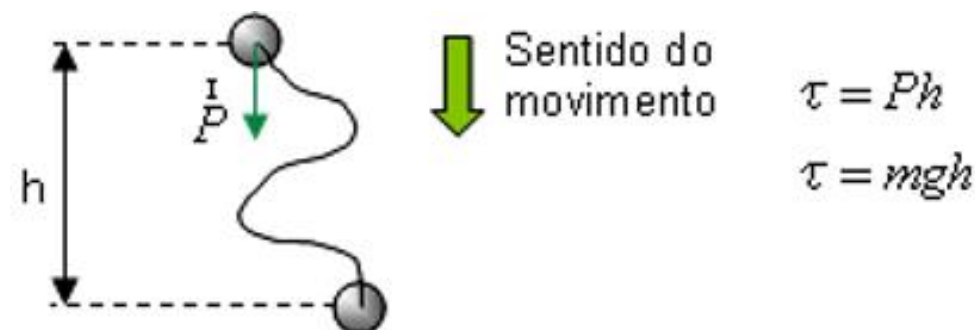 Sentido do
movimento
τ = Ph
I
P
τ = mgh
h